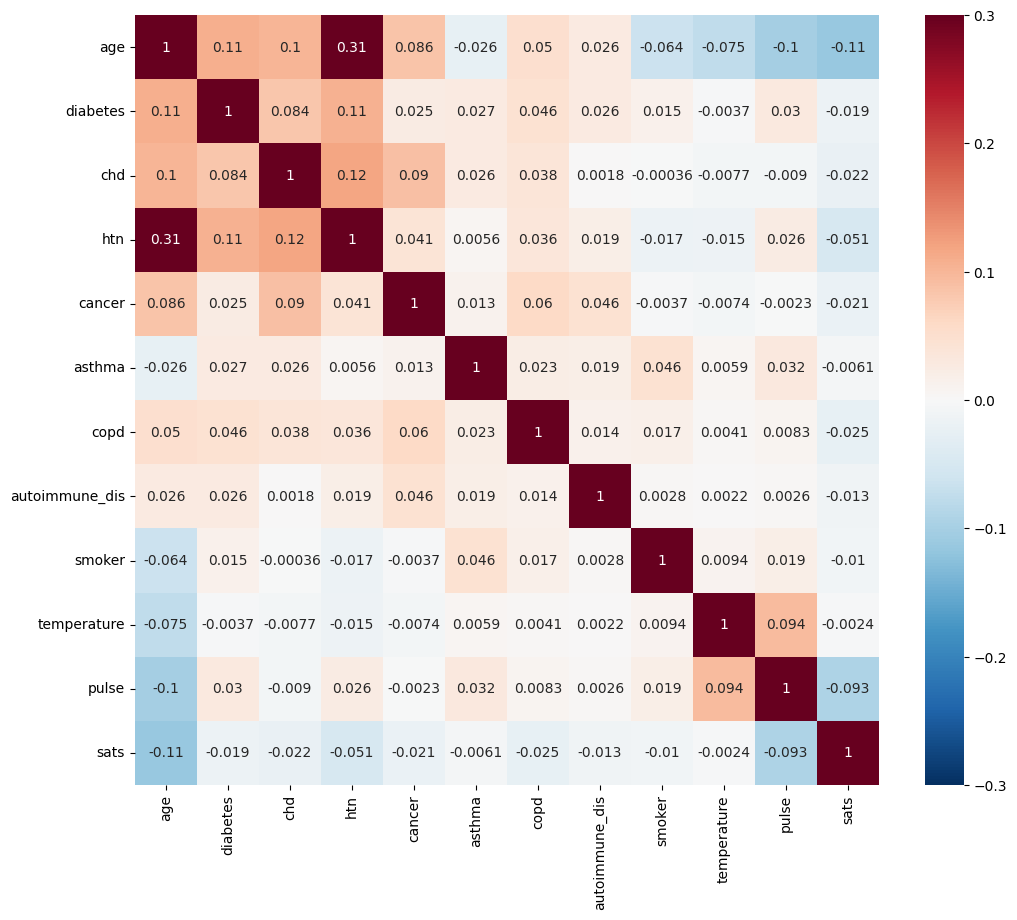 age 1 0.11 0.1 0.31 0.086 -0.026 0.05 0.026 -0.064 -0.075 -0.1 -0.11
diabetes 0.11 1 0.084 0.11 0.025 0.027 0.046 0.026 0.015 -0.0037 0.03 -0.019
chd 0.1 0.084 1 0.12 0.09 0.026 0.038 0.0018 -0.00036 -0.0077 -0.009 -0.022
htn 0.31 0.11 0.12 1 0.041 0.0056 0.036 0.019 -0.017 -0.015 0.026 -0.051
cancer 0.086 0.025 0.09 0.041 1 0.013 0.06 0.046 -0.0037 -0.0074 -0.0023 -0.021
asthma -0.026 0.027 0.026 0.0056 0.013 1 0.023 0.019 0.046 0.0059 0.032 -0.0061
copd 0.05 0.046 0.038 0.036 0.06 0.023 1 0.014 0.017 0.0041 0.0083 -0.025
autoimmune_dis 0.026 0.026 0.0018 0.019 0.046 0.019 0.014 1 0.0028 0.0022 0.0026 -0.013
smoker -0.064 0.015 -0.00036 -0.017 -0.0037 0.046 0.017 0.0028 1 0.0094 0.019 -0.01
temperature -0.075 -0.0037 -0.0077 -0.015 -0.0074 0.0059 0.0041 0.0022 0.0094 1 0.094 -0.0024
pulse -0.1 0.03 -0.009 0.026 -0.0023 0.032 0.0083 0.0026 0.019 0.094 1 -0.093
sats -0.11 -0.019 -0.022 -0.051 -0.021 -0.0061 -0.025 -0.013 -0.01 -0.0024 -0.093 1
age diabetes chd htn cancer asthma copd autoimmune_dis smoker temperature pulse sats
0.3
0.2
0.1
0.0
−0.1
−0.2
−0.3